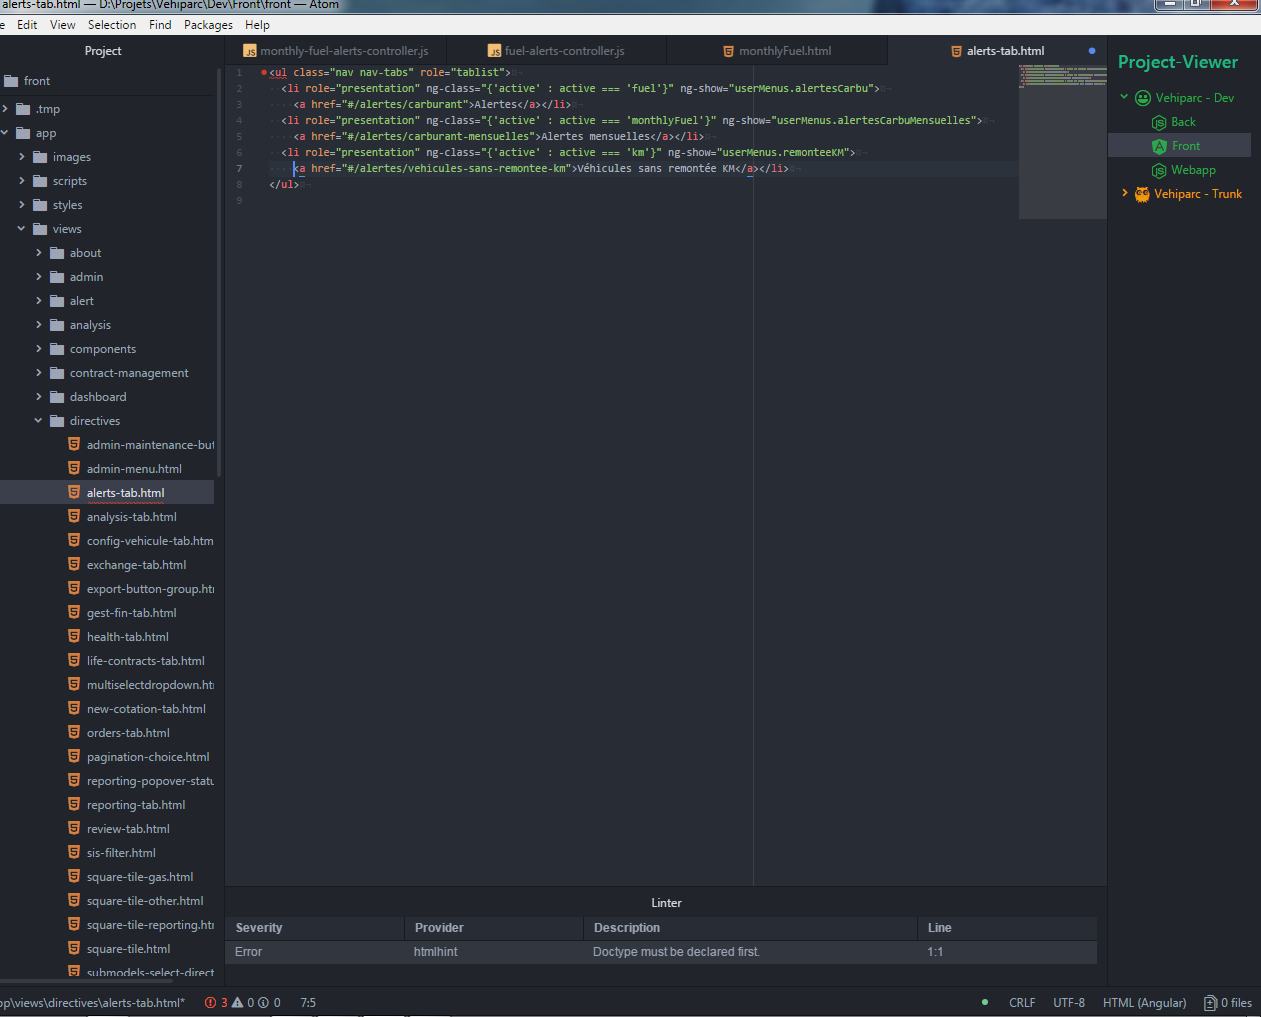 alerts-tab.html — D:\Projets\Vehiparc\Dev\Front\front — Atom
e Edit View Selection Find Packages Help
Project
front
.tmp
app
images
scripts
styles
views
about
admin
alert
analysis
components
contract-management
dashboard
directives
admin-maintenance-but
admin-menu.html
alerts-tab.html
analysis-tab.html
config-vehicule-tab.htm
exchange-tab.html
export-button-group.htm
gest-fin-tab.html
health-tab.html
life-contracts-tab.html
multiselectdropdown.htm
new-cotation-tab.html
orders-tab.html
pagination-choice.html
reporting-popover-statu
reporting-tab.html
review-tab.html
sis-filter.html
square-tile-gas.html
square-tile-other.html
square-tile-reporting.htm
square-tile.html
submodels-select-direct
monthly-fuel-alerts-controller.js fuel-alerts-controller.js monthlyFuel.html alerts-tab.html
1 <ul class="nav nav-tabs" role="tablist">
2 <li role="presentation" ng-class="{'active' : active === 'fuel'}" ng-show="userMenus.alertesCarbu">
3 <a href="#/alertes/carburant">Alertes</a></li>
4 <li role="presentation" ng-class="{'active' : active === 'monthlyFuel'}" ng-show="userMenus.alertesCarbuMensuelles">
5 <a href="#/alertes/carburant-mensuelles">Alertes mensuelles</a></li>
6 <li role="presentation" ng-class="{'active' : active === 'km'}" ng-show="userMenus.remonteeKM">
7 <a href="#/alertes/vehicules-sans-remontee-km">Véhicules sans remontée KM</a></li>
8 </ul>
9
Project-Viewer
Vehiparc - Dev
Back
Front
Webapp
Vehiparc - Trunk
Linter
Severity Provider Description Line
Error htmlhint Doctype must be declared first. 1:1
pp\views\directives\alerts-tab.html* 3 0 0 7:5 CRLF UTF-8 HTML (Angular) 0 files